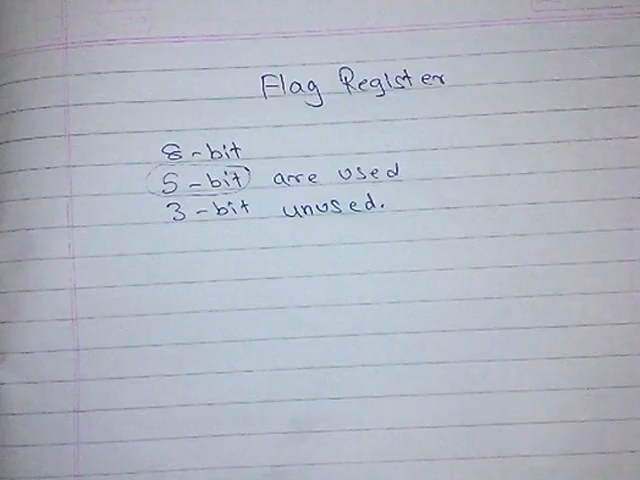 Flag Register
8-bit
5-bit are used
3-bit unused.